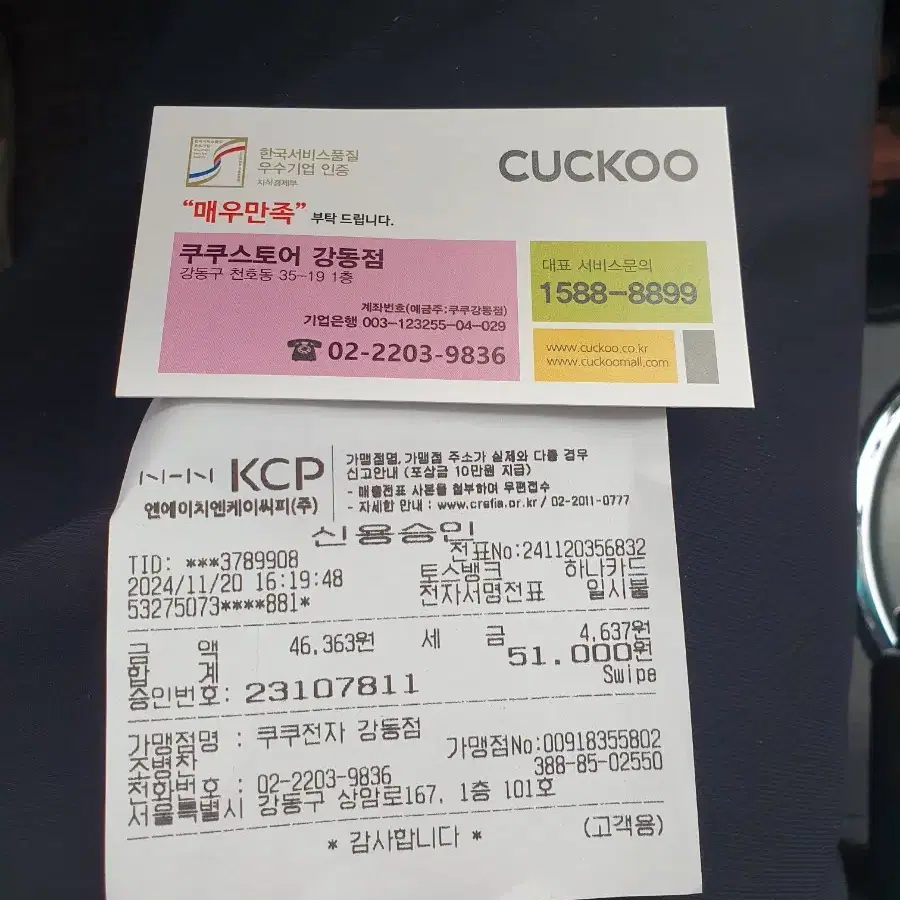 한국서비스품질
우수기업 인증
지식경제부
CUCKOO
“매우만족” 부탁 드립니다.
쿠쿠스토어 강동점
강동구 천호동 35-19 1층
계좌번호(예금주:쿠쿠강동점)
기업은행 003-123255-04-029
☎ 02-2203-9836
대표 서비스문의
1588-8899
www.cuckoo.co.kr
www.cuckoomall.com
NHN KCP
엔에이치엔케이씨피(주)
가맹점명, 가맹점 주소가 실제와 다를 경우
신고안내 (포상금 10만원 지급)
- 매출전표 사본을 첨부하여 우편접수
- 자세한 안내 : www.crefia.or.kr / 02-2011-0777
신용승인
TID: ***3789908 전표No:241120356832
2024/11/20 16:19:48 토스뱅크 하나카드
53275073****881* 전자서명전표 일시불
금 액 46,363원 세 금 4,637원
합 계 51,000원
승인번호: 23107811 Swipe
가맹점명 : 쿠쿠전자 강동점
조병찬 가맹점No:00918355802
전화번호 : 02-2203-9836 388-85-02550
서울특별시 강동구 상암로167, 1층 101호
* 감사합니다 * (고객용)